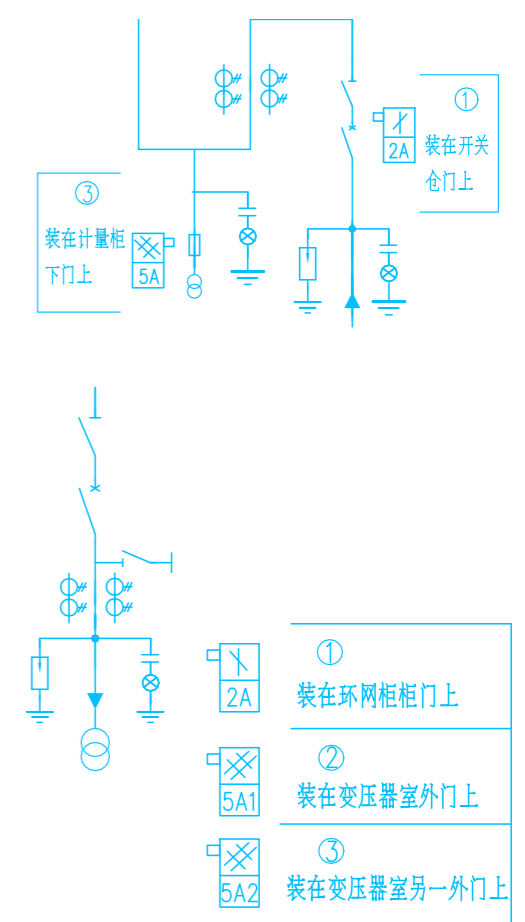 ①
装在开关
仓门上
2A
③
装在计量柜
下门上
5A
①
2A
装在环网柜柜门上
②
5A1
装在变压器室外门上
③
5A2
装在变压器室另一外门上